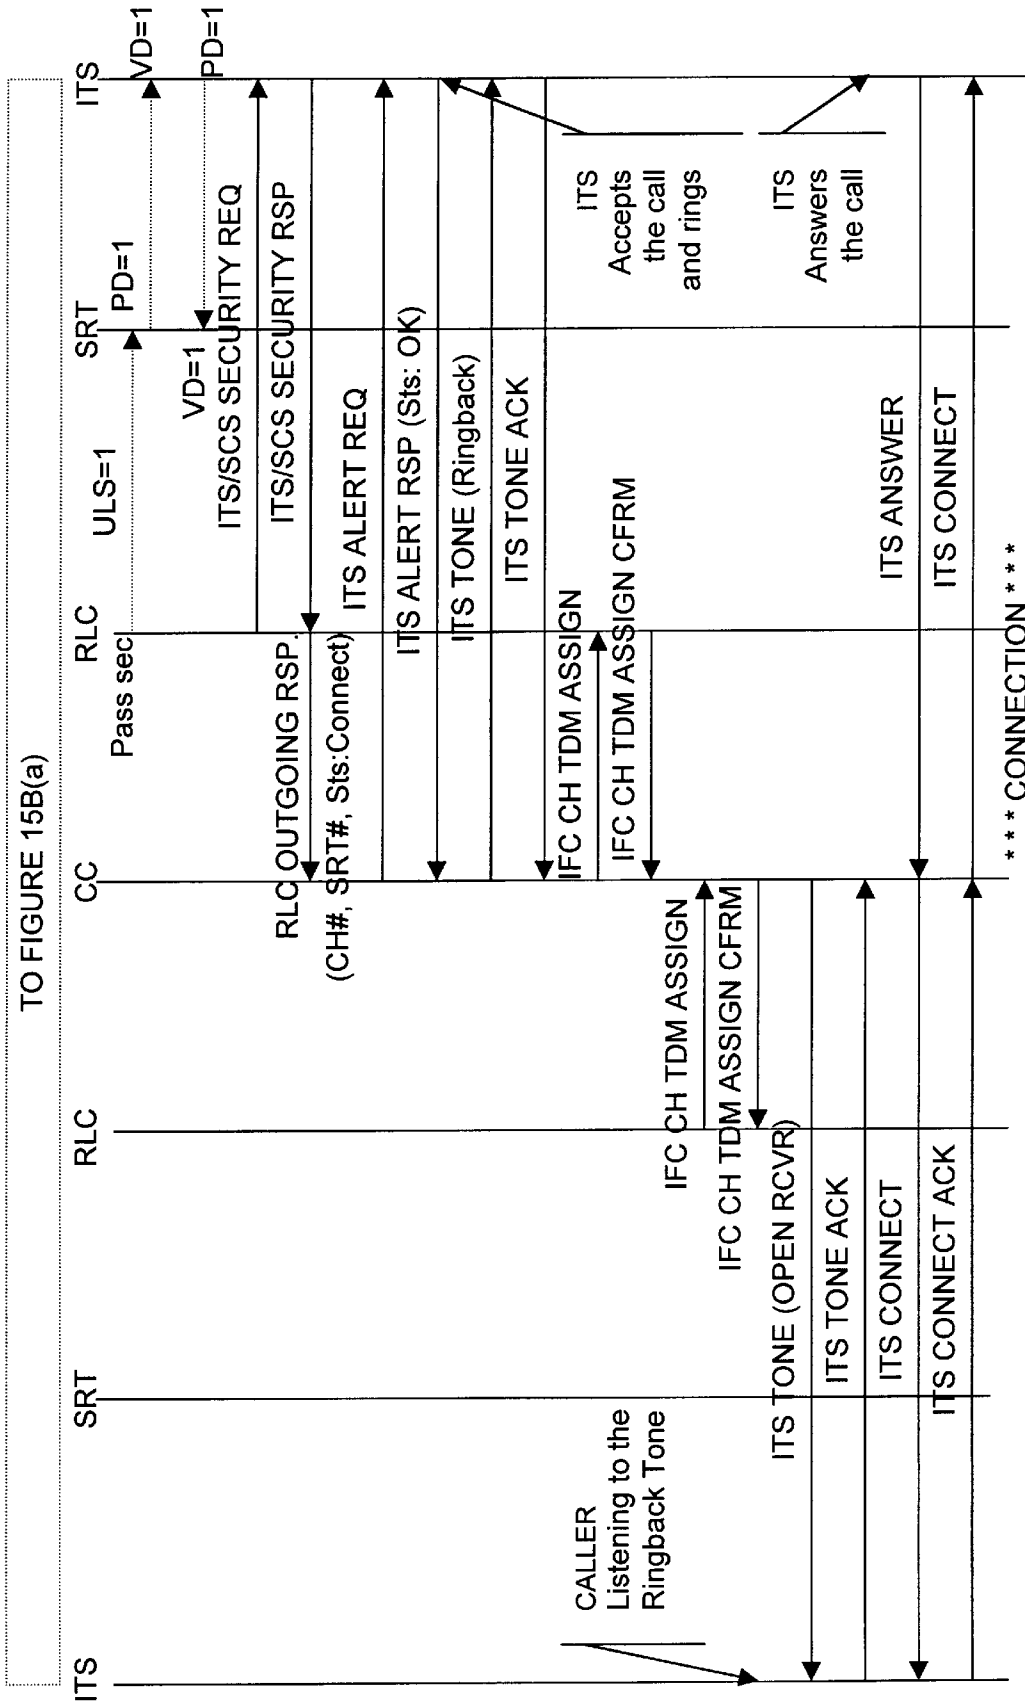 TO FIGURE 15B(a)
ITS
SRT
RLC
CC
RLC
SRT
ITS
Pass sec
ULS=1
PD=1
VD=1
VD=1
PD=1
ITS/SCS SECURITY REQ
ITS/SCS SECURITY RSP
RLC OUTGOING RSP.
(CH#, SRT#, Sts:Connect)
ITS ALERT REQ
ITS ALERT RSP (Sts: OK)
ITS TONE (Ringback)
ITS TONE ACK
IFC CH TDM ASSIGN
IFC CH TDM ASSIGN CFRM
ITS
Accepts
the call
and rings
CALLER
Listening to the
Ringback Tone
IFC CH TDM ASSIGN
IFC CH TDM ASSIGN CFRM
ITS TONE (OPEN RCVR)
ITS TONE ACK
ITS
Answers
the call
ITS CONNECT
ITS ANSWER
ITS CONNECT ACK
ITS CONNECT
* * * CONNECTION * * *